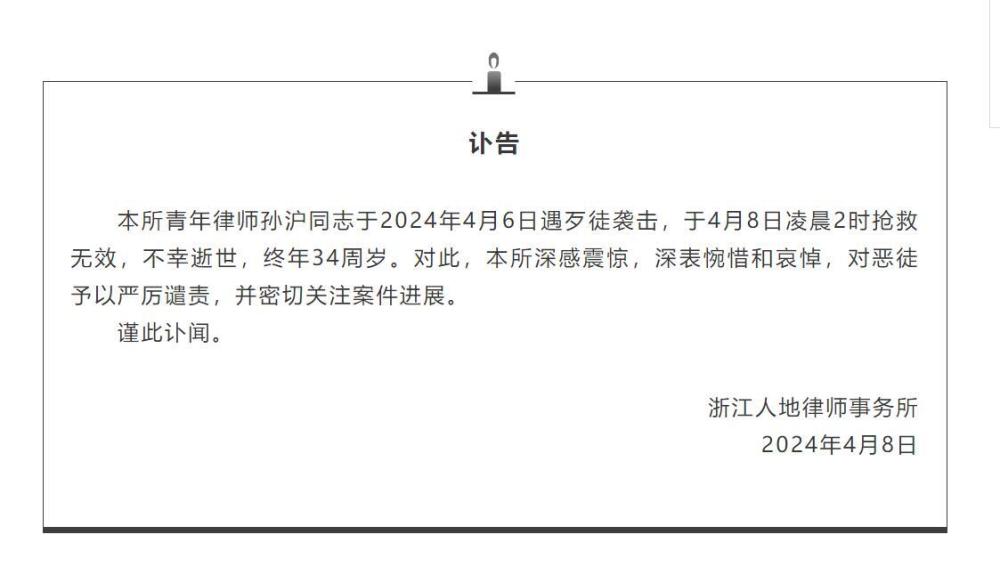 讣告
本所青年律师孙沪同志于2024年4月6日遇歹徒袭击，于4月8日凌晨2时抢救
无效，不幸逝世，终年34周岁。对此，本所深感震惊，深表惋惜和哀悼，对恶徒
予以严厉谴责，并密切关注案件进展。
谨此讣闻。
浙江人地律师事务所
2024年4月8日